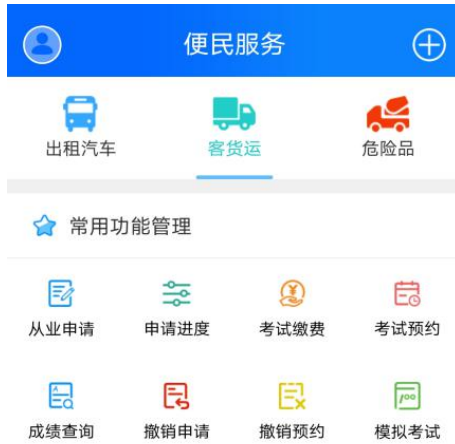 便民服务
出租汽车 客货运 危险品
常用功能管理
从业申请 申请进度 考试缴费 考试预约
成绩查询 撤销申请 撤销预约 模拟考试